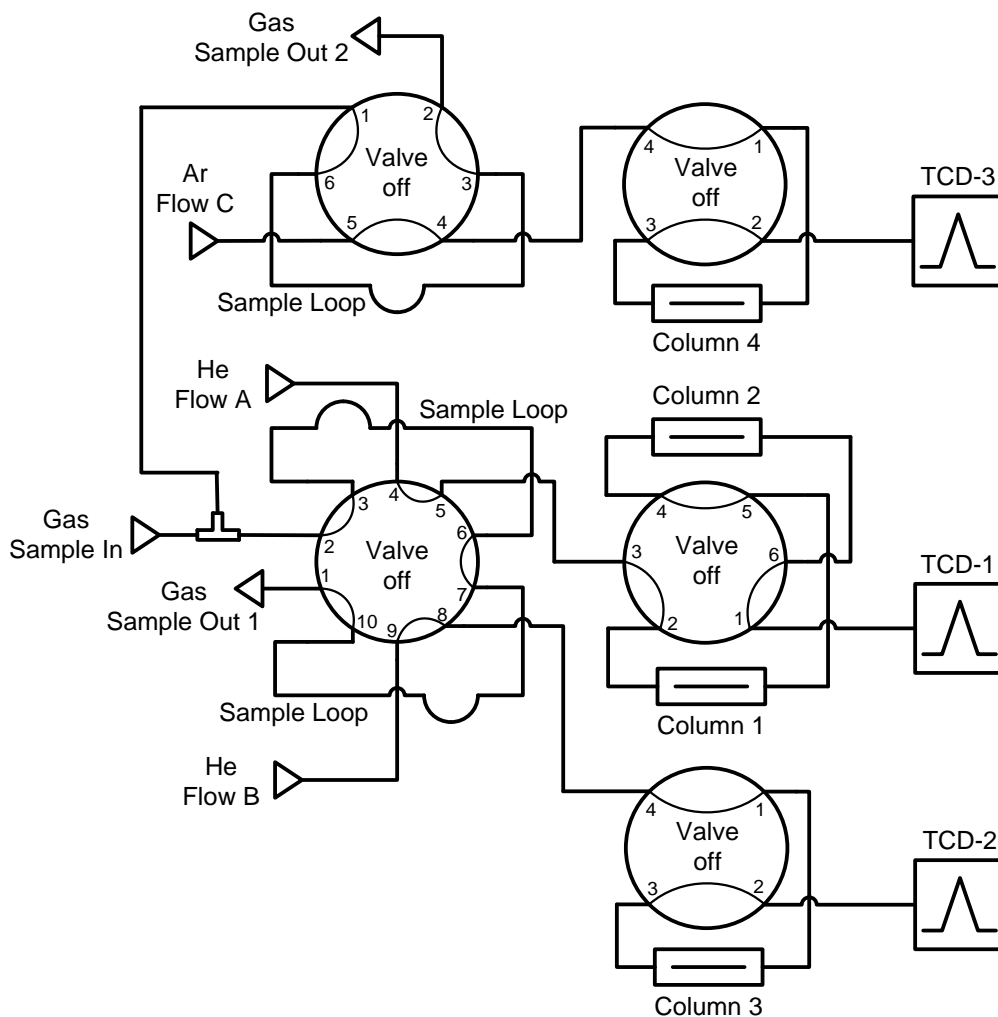 Gas
Sample Out 2
1
2
Valve
off
6
3
5
4
Ar
Flow C
Sample Loop
4
1
Valve
off
3
2
Column 4
TCD-3
He
Flow A
Sample Loop
3
4
5
2
6
Valve
off
1
7
10
9
8
Gas
Sample In
Gas
Sample Out 1
Sample Loop
He
Flow B
Column 2
4
5
3
6
Valve
off
2
1
Column 1
TCD-1
4
1
Valve
off
3
2
Column 3
TCD-2